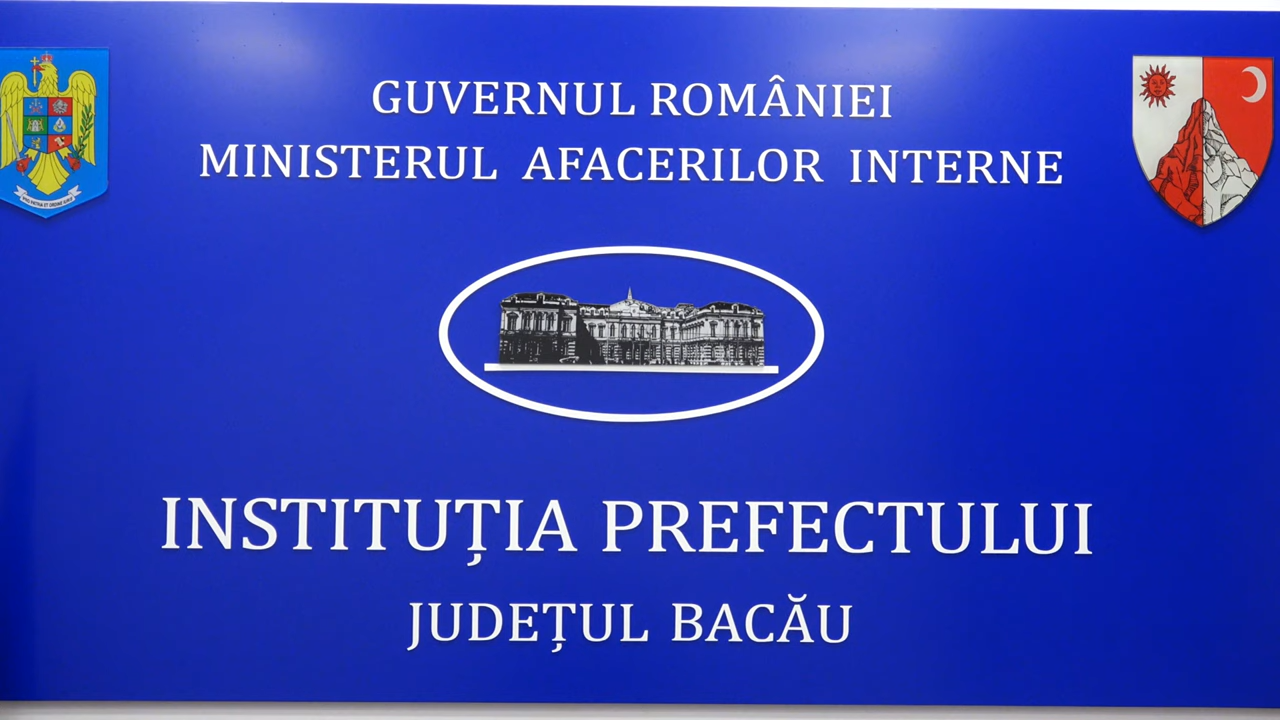 GUVERNUL ROMÂNIEI
MINISTERUL AFACERILOR INTERNE
INSTITUȚIA PREFECTULUI
JUDEȚUL BACĂU